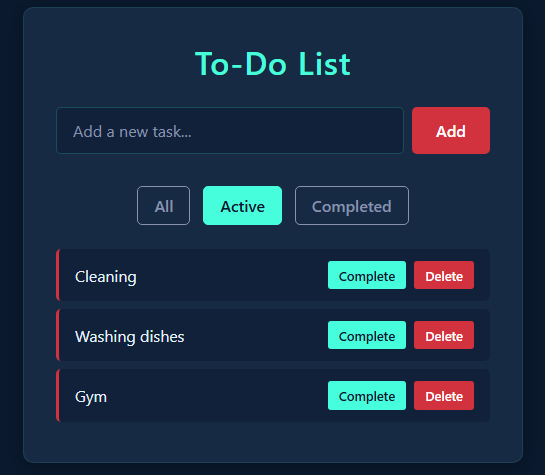 To-Do List
Add a new task... Add
All Active Completed
Cleaning Complete Delete
Washing dishes Complete Delete
Gym Complete Delete